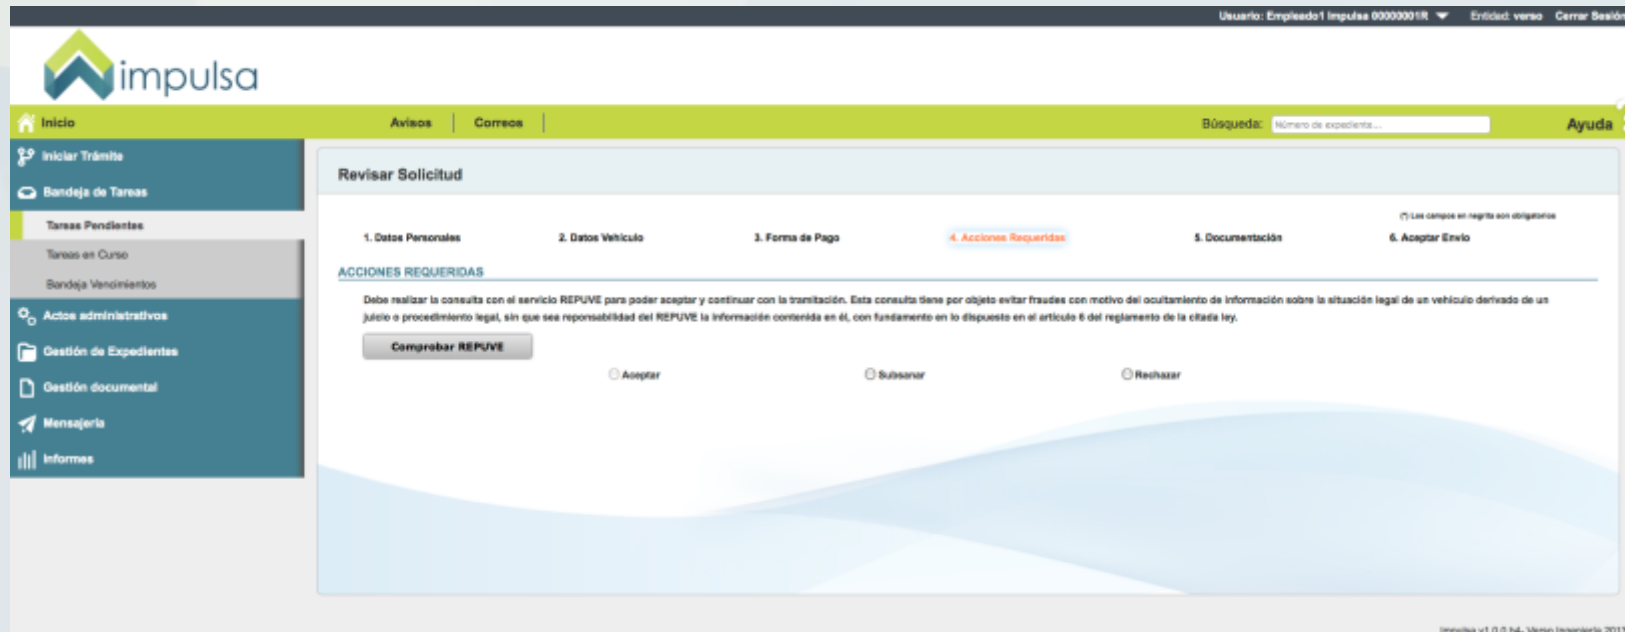 Usuario: Empleado1 Impulsa 00000001R Entidad: verso Cerrar Sesión
impulsa
Inicio Avisos Correos Búsqueda: Número de expediente... Ayuda
Iniciar Trámite
Bandeja de Tareas
Tareas Pendientes
Tareas en Curso
Bandeja Vencimientos
Actos administrativos
Gestión de Expedientes
Gestión documental
Mensajería
Informes
Revisar Solicitud
(*) Los campos en negrita son obligatorios
1. Datos Personales 2. Datos Vehículo 3. Forma de Pago 4. Acciones Requeridas 5. Documentación 6. Aceptar Envío
ACCIONES REQUERIDAS
Debe realizar la consulta con el servicio REPUVE para poder aceptar y continuar con la tramitación. Esta consulta tiene por objeto evitar fraudes con motivo del ocultamiento de información sobre la situación legal de un vehículo derivado de un
juicio o procedimiento legal, sin que sea reponsabilidad del REPUVE la información contenida en él, con fundamento en lo dispuesto en el artículo 6 del reglamento de la citada ley.
Comprobar REPUVE
Aceptar Subsanar Rechazar
Impulsa v1.0.0.b4- Verso Ingeniería